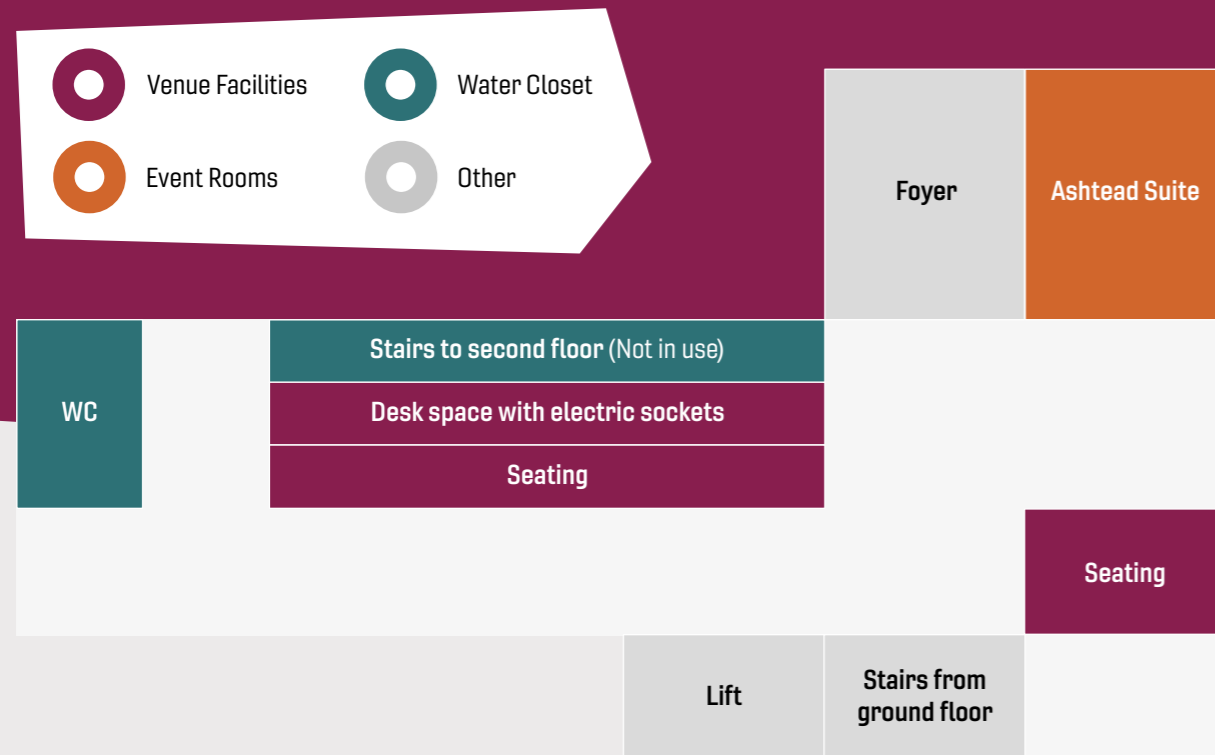 Venue Facilities
Water Closet
Event Rooms
Other
Foyer
Ashtead Suite
Stairs to second floor (Not in use)
WC
Desk space with electric sockets
Seating
Seating
Lift
Stairs from
ground floor